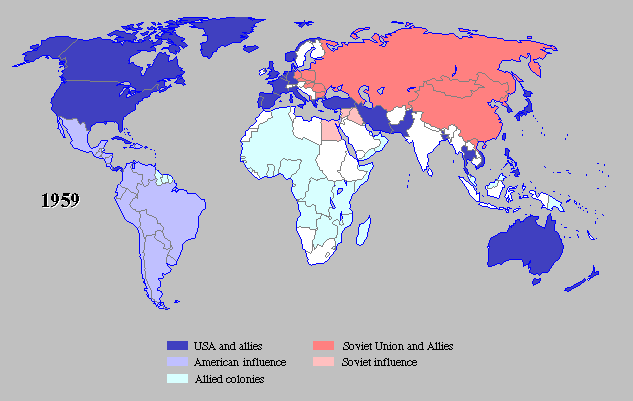 1959
USA and allies
Soviet Union and Allies
American influence
Soviet influence
Allied colonies